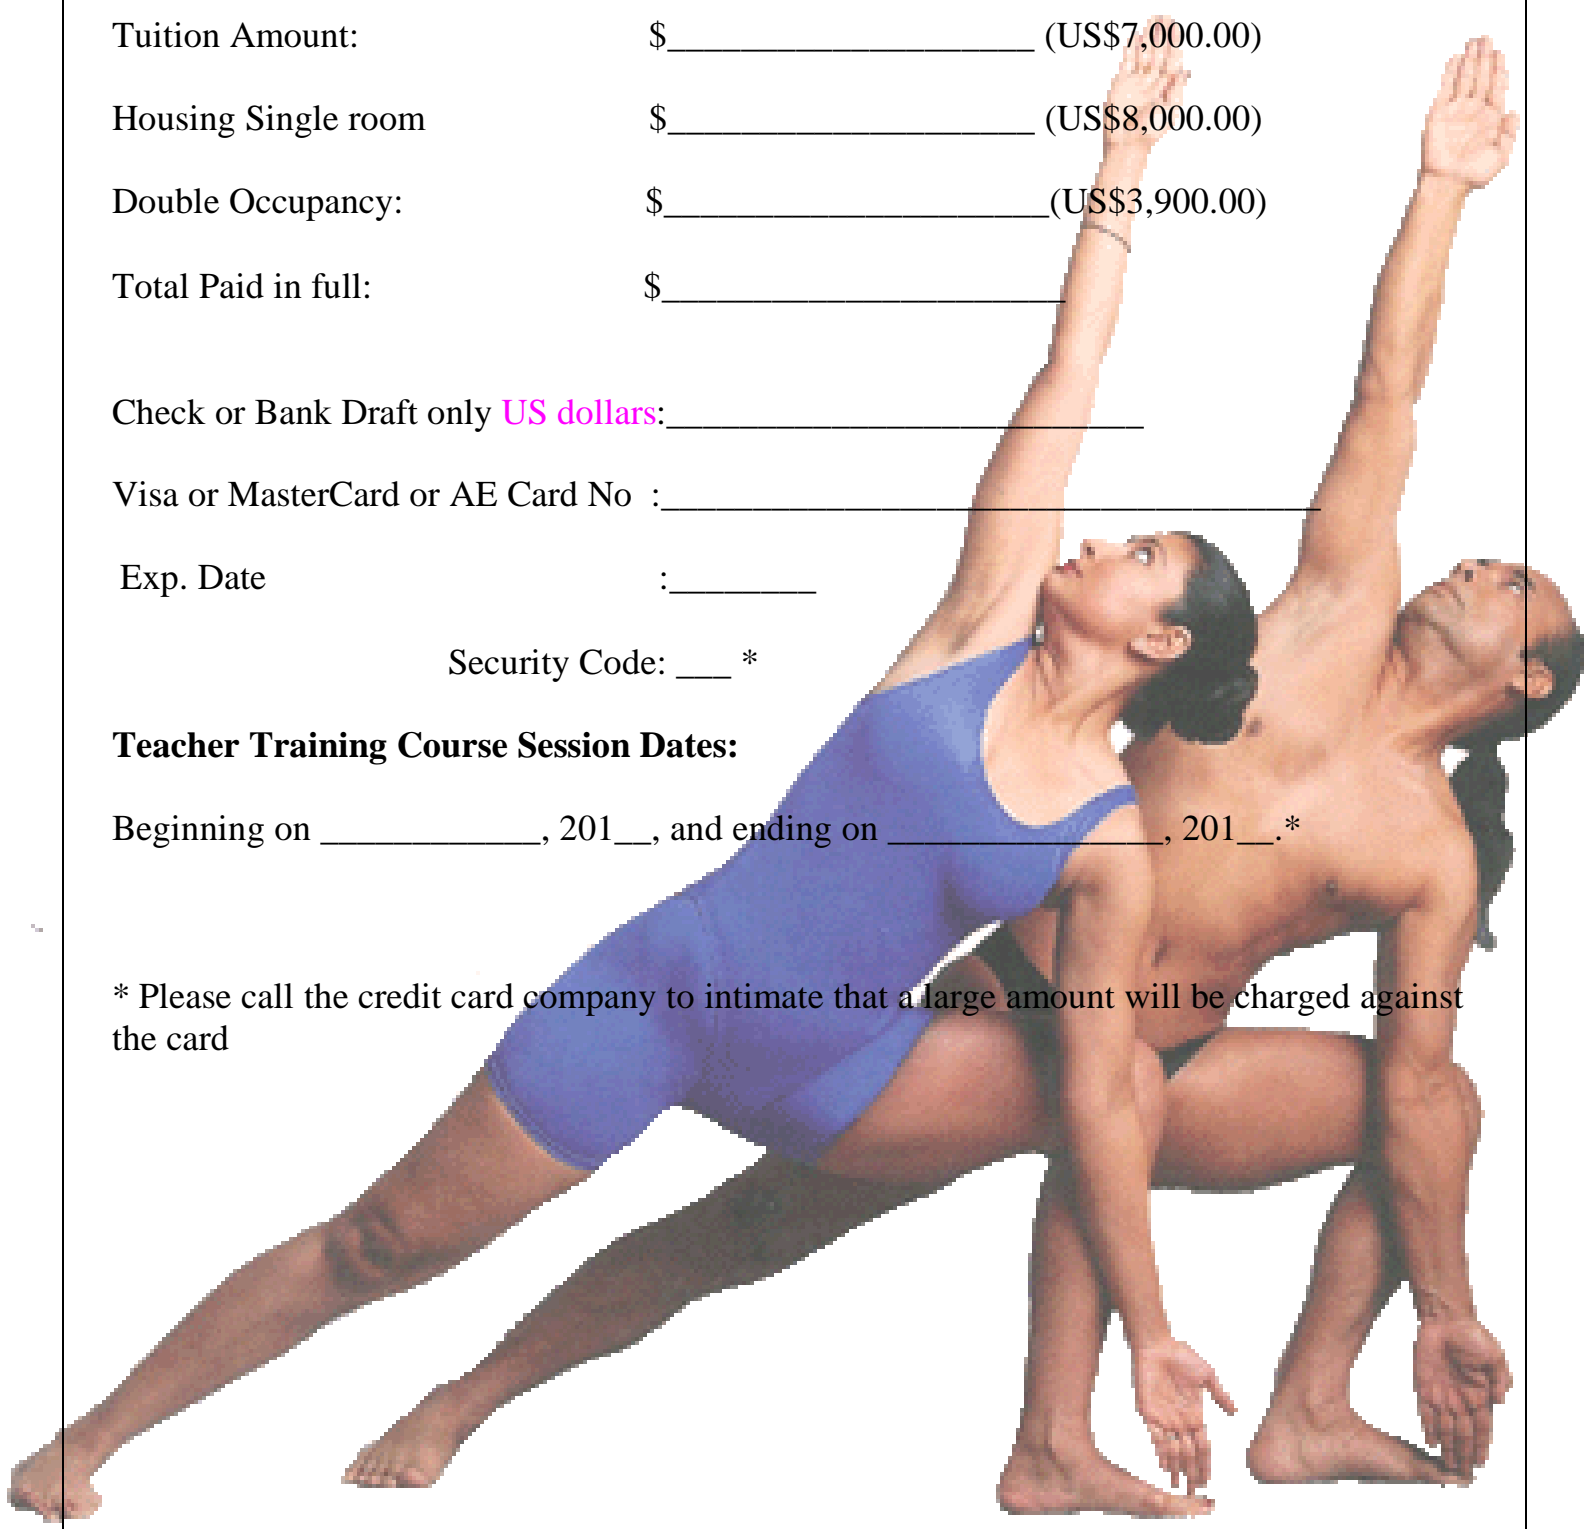 Tuition Amount: $____________________ (US$7,000.00)
Housing Single room $____________________ (US$8,000.00)
Double Occupancy: $_____________________(US$3,900.00)
Total Paid in full: $______________________
Check or Bank Draft only US dollars:__________________________
Visa or MasterCard or AE Card No :____________________________________
Exp. Date :________
Security Code: ___ *
Teacher Training Course Session Dates:
Beginning on ____________, 201__, and ending on _______________, 201__.*
* Please call the credit card company to intimate that a large amount will be charged against
the card